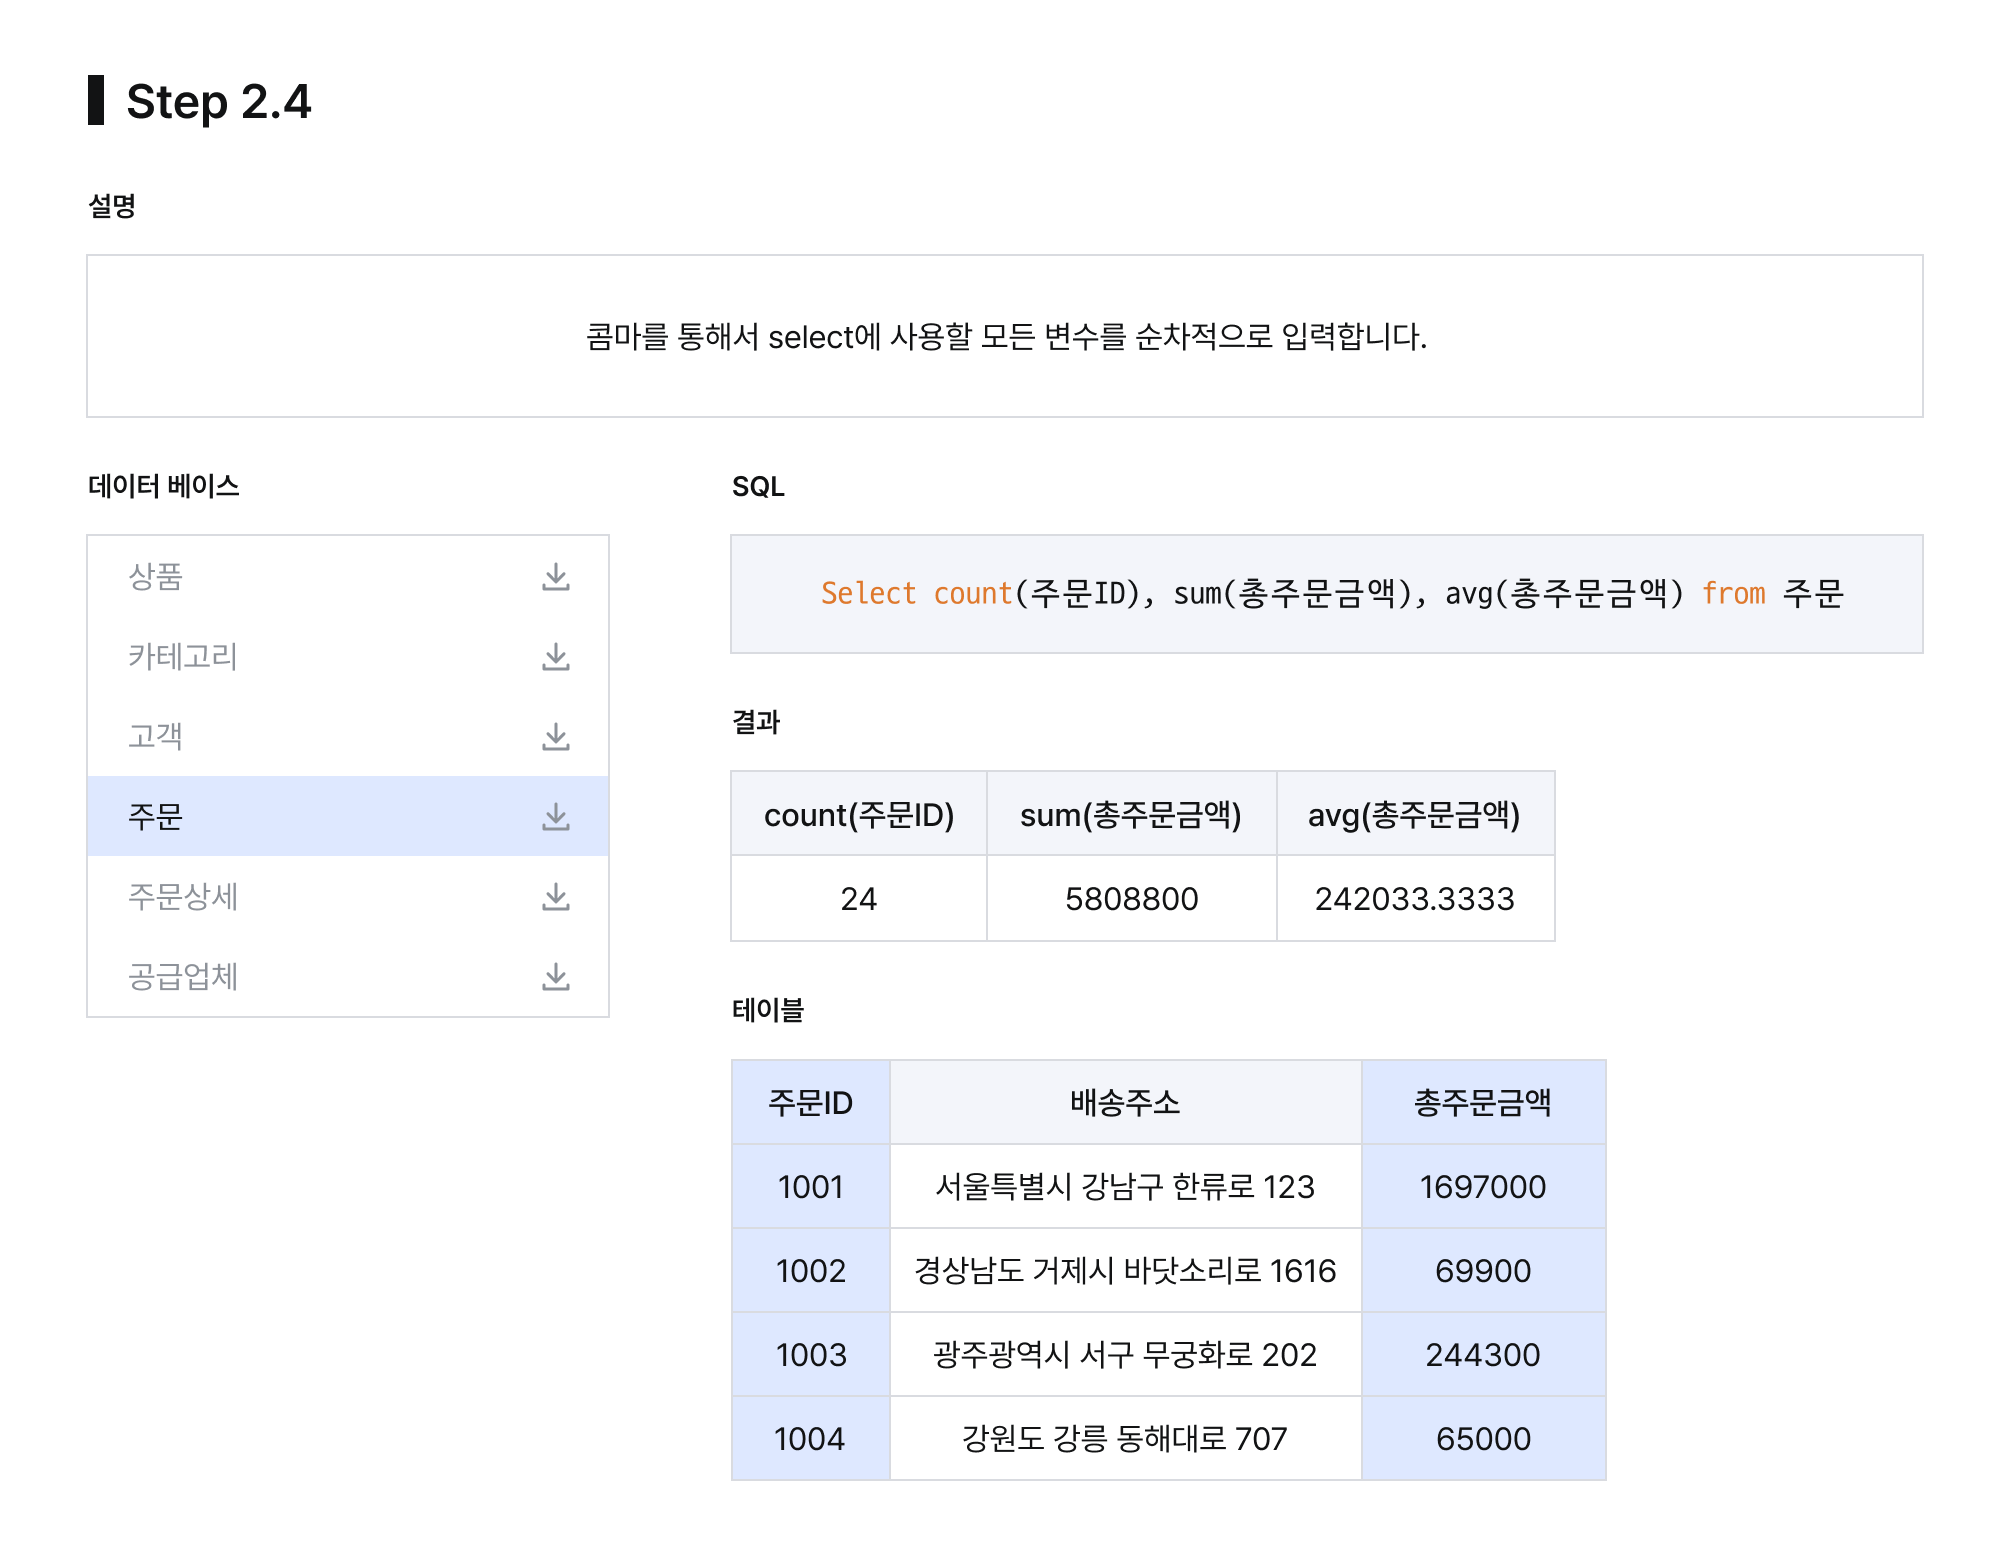 Step 2.4
설명
콤마를 통해서 select에 사용할 모든 변수를 순차적으로 입력합니다.
데이터 베이스
상품
카테고리
고객
주문
주문상세
공급업체
SQL
Select count(주문ID), sum(총주문금액), avg(총주문금액) from 주문
결과
count(주문ID) sum(총주문금액) avg(총주문금액)
24 5808800 242033.3333
테이블
주문ID 배송주소 총주문금액
1001 서울특별시 강남구 한류로 123 1697000
1002 경상남도 거제시 바닷소리로 1616 69900
1003 광주광역시 서구 무궁화로 202 244300
1004 강원도 강릉 동해대로 707 65000